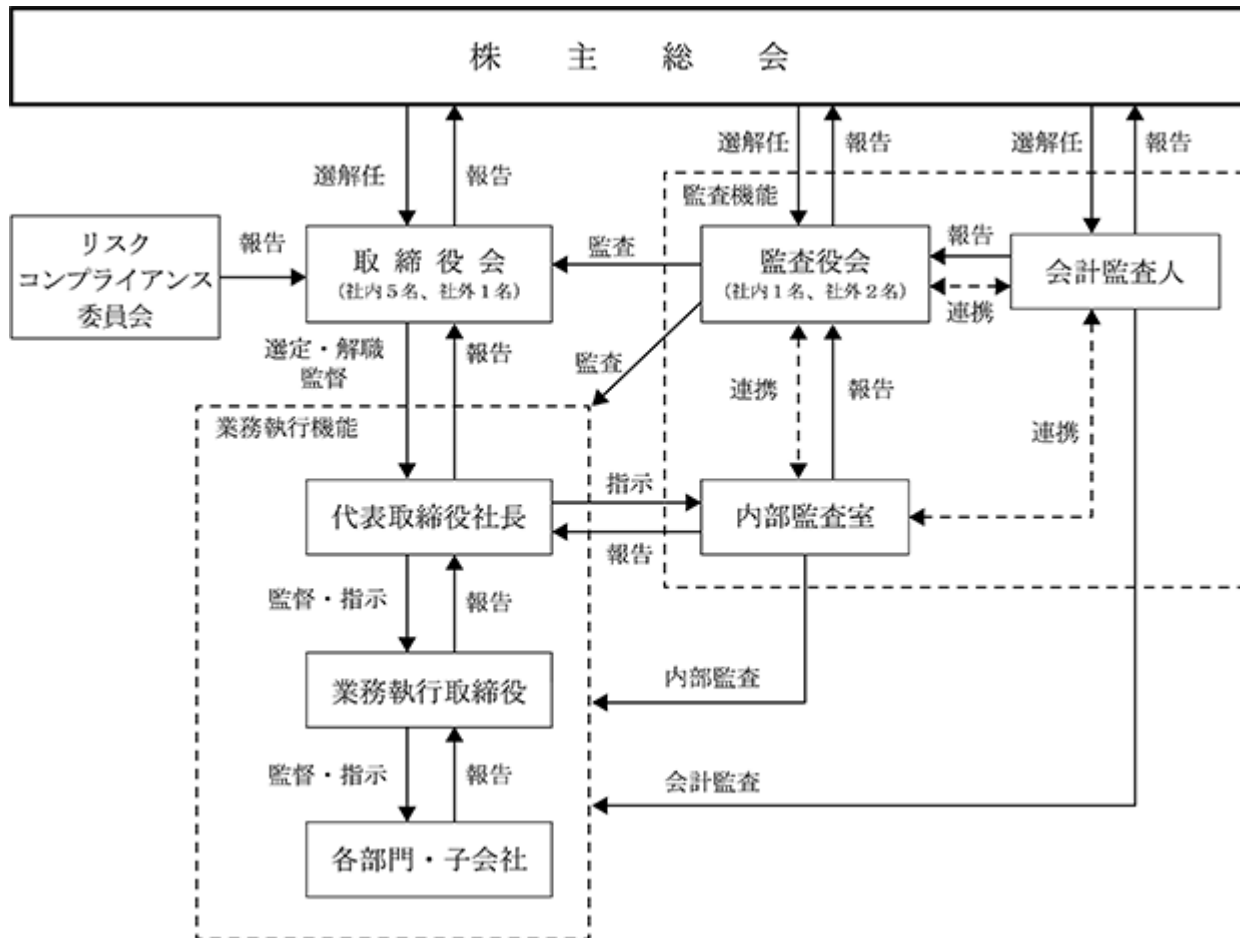 株主総会
選解任
報告
選解任
報告
選解任
報告
監査機能
リスク
コンプライアンス
委員会
報告
取締役会
(社内5名、社外1名)
監査
監査役会
(社内1名、社外2名)
報告
連携
会計監査人
選定・解職
監督
報告
監査
連携
報告
連携
業務執行機能
代表取締役社長
指示
報告
内部監査室
監督・指示
報告
業務執行取締役
内部監査
監督・指示
報告
会計監査
各部門・子会社